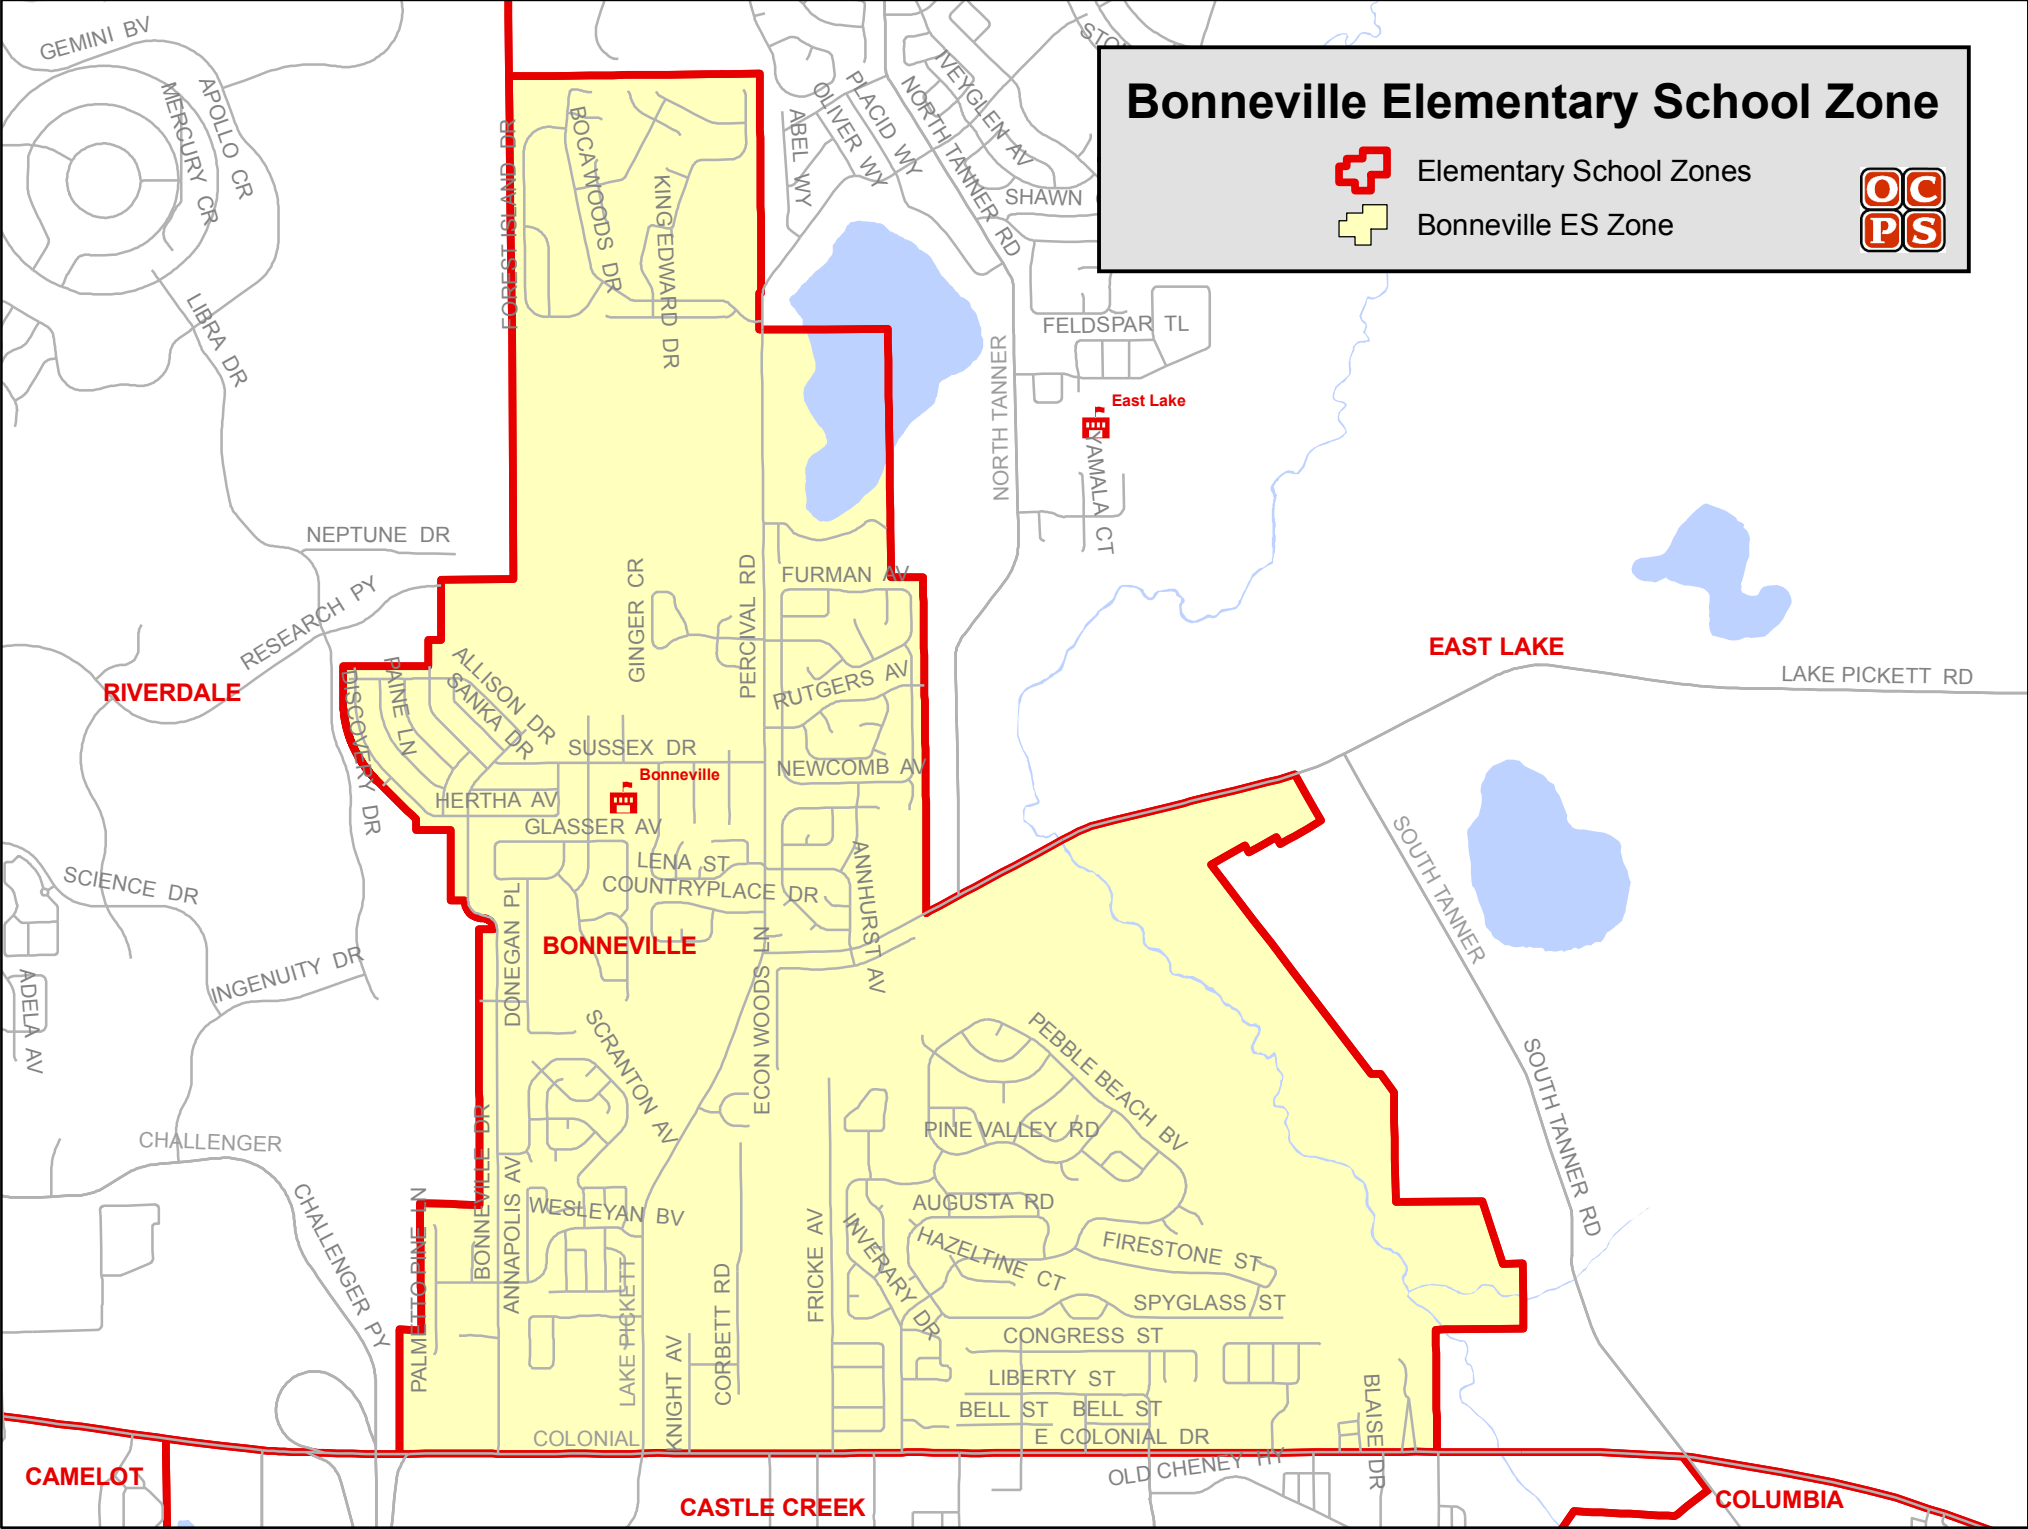 GEMINI BV
APOLLO CR
MERCURY CR
LIBRA DR
FOREST ISLAND DR
BOCAWOODS DR
KING EDWARD DR
ABEL WY
OLIVER WY
PLACID WY
NORTH TANNER RD
IVEYGLEN AV
SHAWN
Bonneville Elementary School Zone
Elementary School Zones
Bonneville ES Zone
OC
PS
FELDSPAR TL
NORTH TANNER
East Lake
YAMALA CT
NEPTUNE DR
RESEARCH PY
GINGER CR
PERCIVAL RD
FURMAN AV
RIVERDALE
DISCOVERY DR
PAINE LN
ALLISON DR
SANKA DR
RUTGERS AV
EAST LAKE
LAKE PICKETT RD
SUSSEX DR
Bonneville
NEWCOMB AV
HERTHA AV
GLASSER AV
LENA ST
COUNTRYPLACE DR
ANNHURST AV
SOUTH TANNER
SCIENCE DR
DONEGAN PL
BONNEVILLE
ECON WOODS LN
INGENUITY DR
ADELA AV
SCRANTON AV
PEBBLE BEACH BV
SOUTH TANNER RD
CHALLENGER
PINE VALLEY RD
BONNEVILLE DR
ANNAPOLIS AV
WESLEYAN BV
PALMETTO PINE LN
CHALLENGER PY
AUGUSTA RD
INVERARY DR
HAZELTINE CT
FIRESTONE ST
FRICKE AV
CORBETT RD
LAKE PICKETT
KNIGHT AV
SPYGLASS ST
CONGRESS ST
LIBERTY ST
BELL ST
BELL ST
BLAISE DR
COLONIAL
E COLONIAL DR
OLD CHENEY HY
CAMELOT
CASTLE CREEK
COLUMBIA